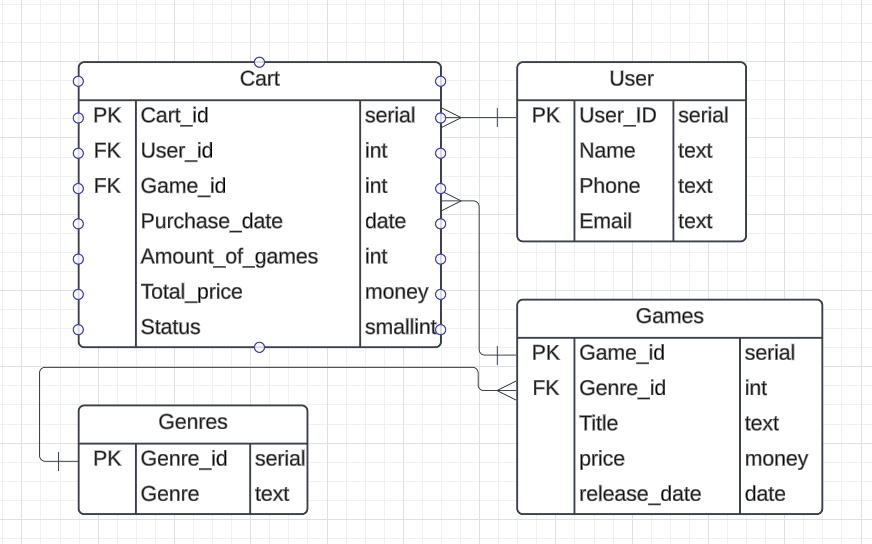 Cart
PK Cart_id serial
FK User_id int
FK Game_id int
Purchase_date date
Amount_of_games int
Total_price money
Status smallint
User
PK User_ID serial
Name text
Phone text
Email text
Games
PK Game_id serial
FK Genre_id int
Title text
price money
release_date date
Genres
PK Genre_id serial
Genre text